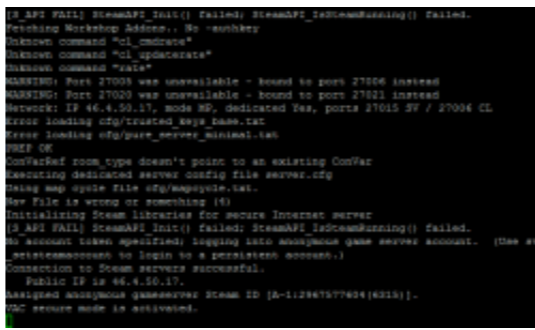 [S_API FAIL] SteamAPI_Init() failed; SteamAPI_IsSteamRunning() failed.
Fetching Workshop Addons.. No -authkey
Unknown command "cl_cmdrate"
Unknown command "cl_updaterate"
Unknown command "rate"
WARNING: Port 27005 was unavailable - bound to port 27006 instead
WARNING: Port 27020 was unavailable - bound to port 27021 instead
Network: IP 46.4.50.17, mode MP, dedicated Yes, ports 27015 SV / 27006 CL
Error loading cfg/trusted_keys_base.txt
Error loading cfg/pure_server_minimal.txt
PREP OK
ConVarRef room_type doesn't point to an existing ConVar
Executing dedicated server config file server.cfg
Using map cycle file cfg/mapcycle.txt.
Nav File is wrong or something (4)
Initializing Steam libraries for secure Internet server
[S_API FAIL] SteamAPI_Init() failed; SteamAPI_IsSteamRunning() failed.
No account token specified; logging into anonymous game server account. (Use sv
_setsteamaccount to login to a persistent account.)
Connection to Steam servers successful.
Public IP is 46.4.50.17.
Assigned anonymous gameserver Steam ID
VAC secure mode is activated.